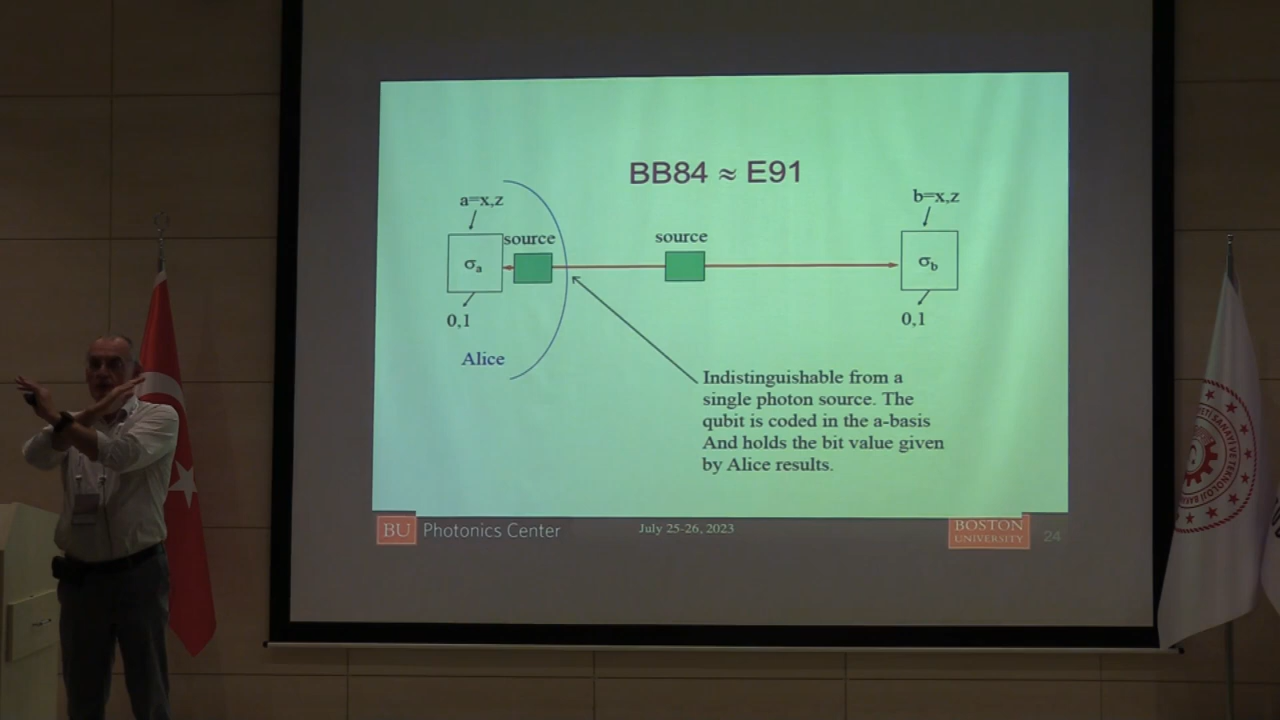 BB84 ≈ E91
a=x,z
b=x,z
source
source
σa
σb
0,1
0,1
Alice
Indistinguishable from a
single photon source. The
qubit is coded in the a-basis
And holds the bit value given
by Alice results.
BU Photonics Center
July 25-26, 2023
BOSTON
UNIVERSITY
24